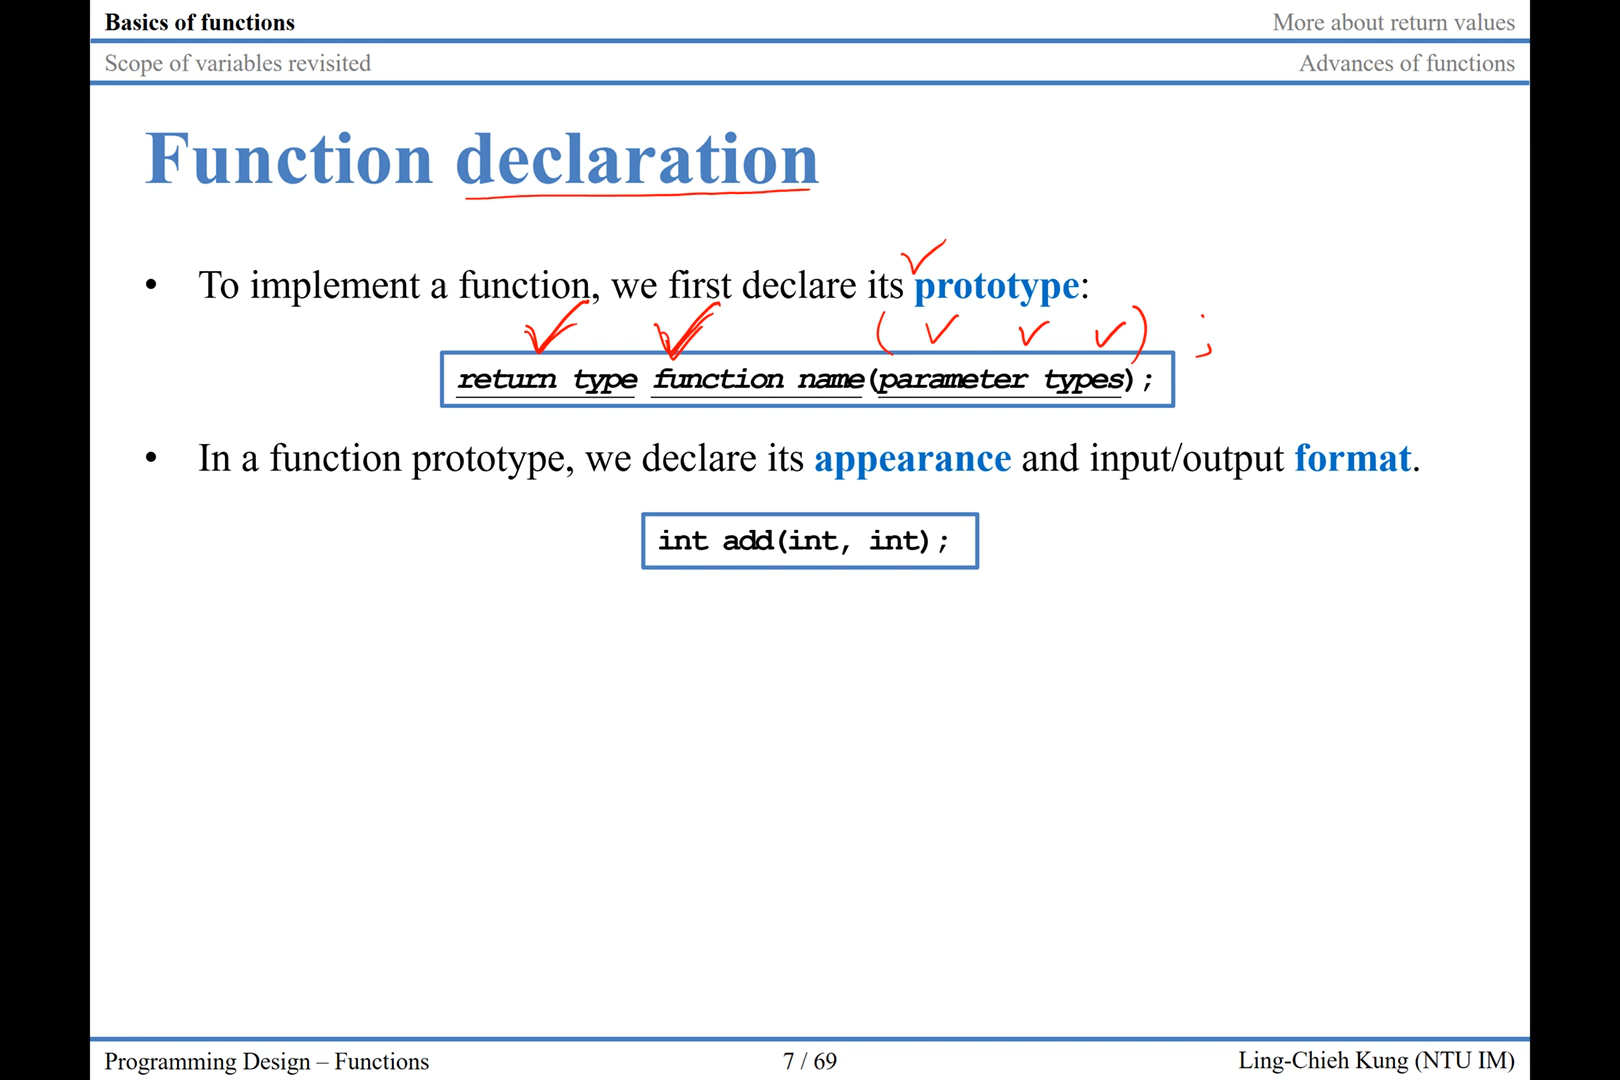 Basics of functions
More about return values
Scope of variables revisited
Advances of functions
Function declaration
• To implement a function, we first declare its prototype:
( ) ;
return type function name(parameter types);
• In a function prototype, we declare its appearance and input/output format.
int add(int, int);
Programming Design – Functions
7 / 69
Ling-Chieh Kung (NTU IM)